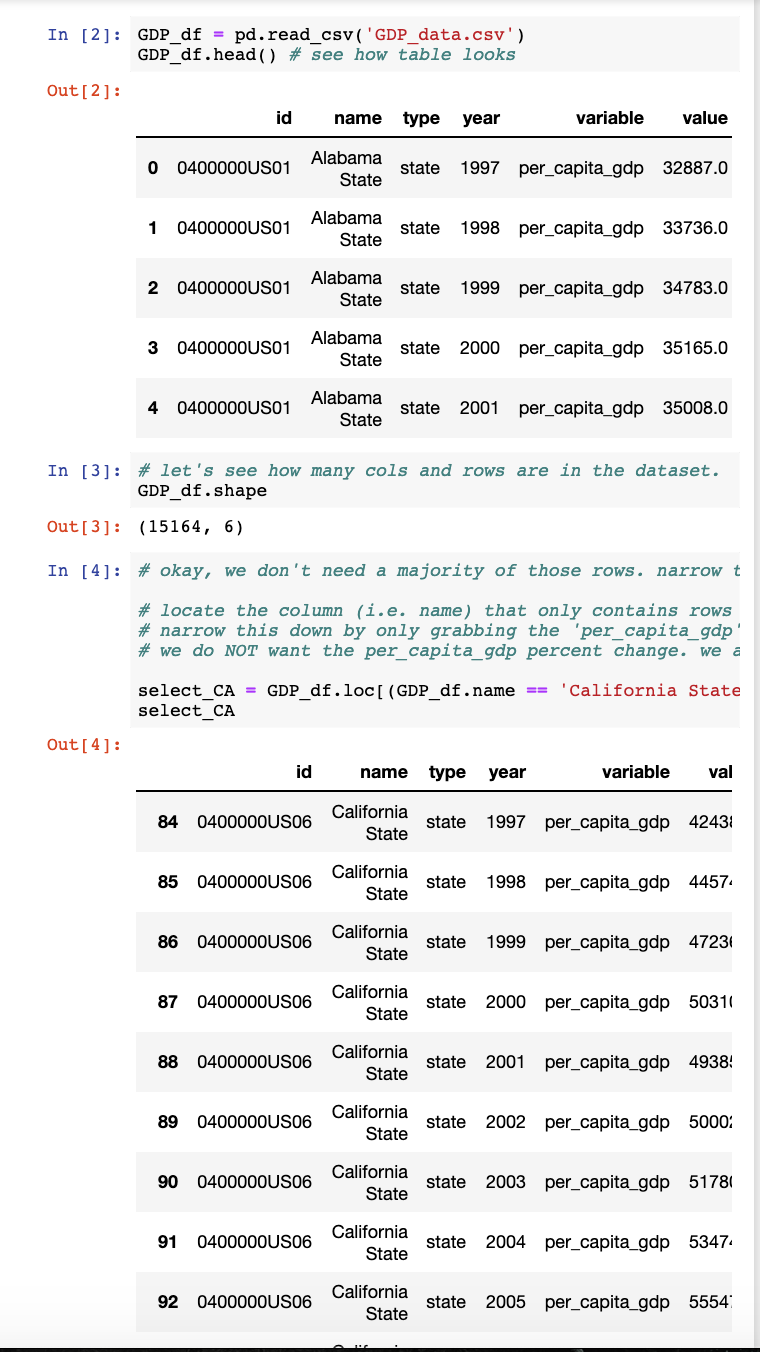 In [2]: GDP_df = pd.read_csv('GDP_data.csv')
GDP_df.head() # see how table looks
Out[2]:
id name type year variable value
0 0400000US01 Alabama State state 1997 per_capita_gdp 32887.0
1 0400000US01 Alabama State state 1998 per_capita_gdp 33736.0
2 0400000US01 Alabama State state 1999 per_capita_gdp 34783.0
3 0400000US01 Alabama State state 2000 per_capita_gdp 35165.0
4 0400000US01 Alabama State state 2001 per_capita_gdp 35008.0
In [3]: # let's see how many cols and rows are in the dataset.
GDP_df.shape
Out[3]: (15164, 6)
In [4]: # okay, we don't need a majority of those rows. narrow t
# locate the column (i.e. name) that only contains rows
# narrow this down by only grabbing the 'per_capita_gdp'
# we do NOT want the per_capita_gdp percent change. we a
select_CA = GDP_df.loc[(GDP_df.name == 'California State
select_CA
Out[4]:
id name type year variable val
84 0400000US06 California State state 1997 per_capita_gdp 4243
85 0400000US06 California State state 1998 per_capita_gdp 4457
86 0400000US06 California State state 1999 per_capita_gdp 4723
87 0400000US06 California State state 2000 per_capita_gdp 5031
88 0400000US06 California State state 2001 per_capita_gdp 4938
89 0400000US06 California State state 2002 per_capita_gdp 5000
90 0400000US06 California State state 2003 per_capita_gdp 5178
91 0400000US06 California State state 2004 per_capita_gdp 5347
92 0400000US06 California State state 2005 per_capita_gdp 5554